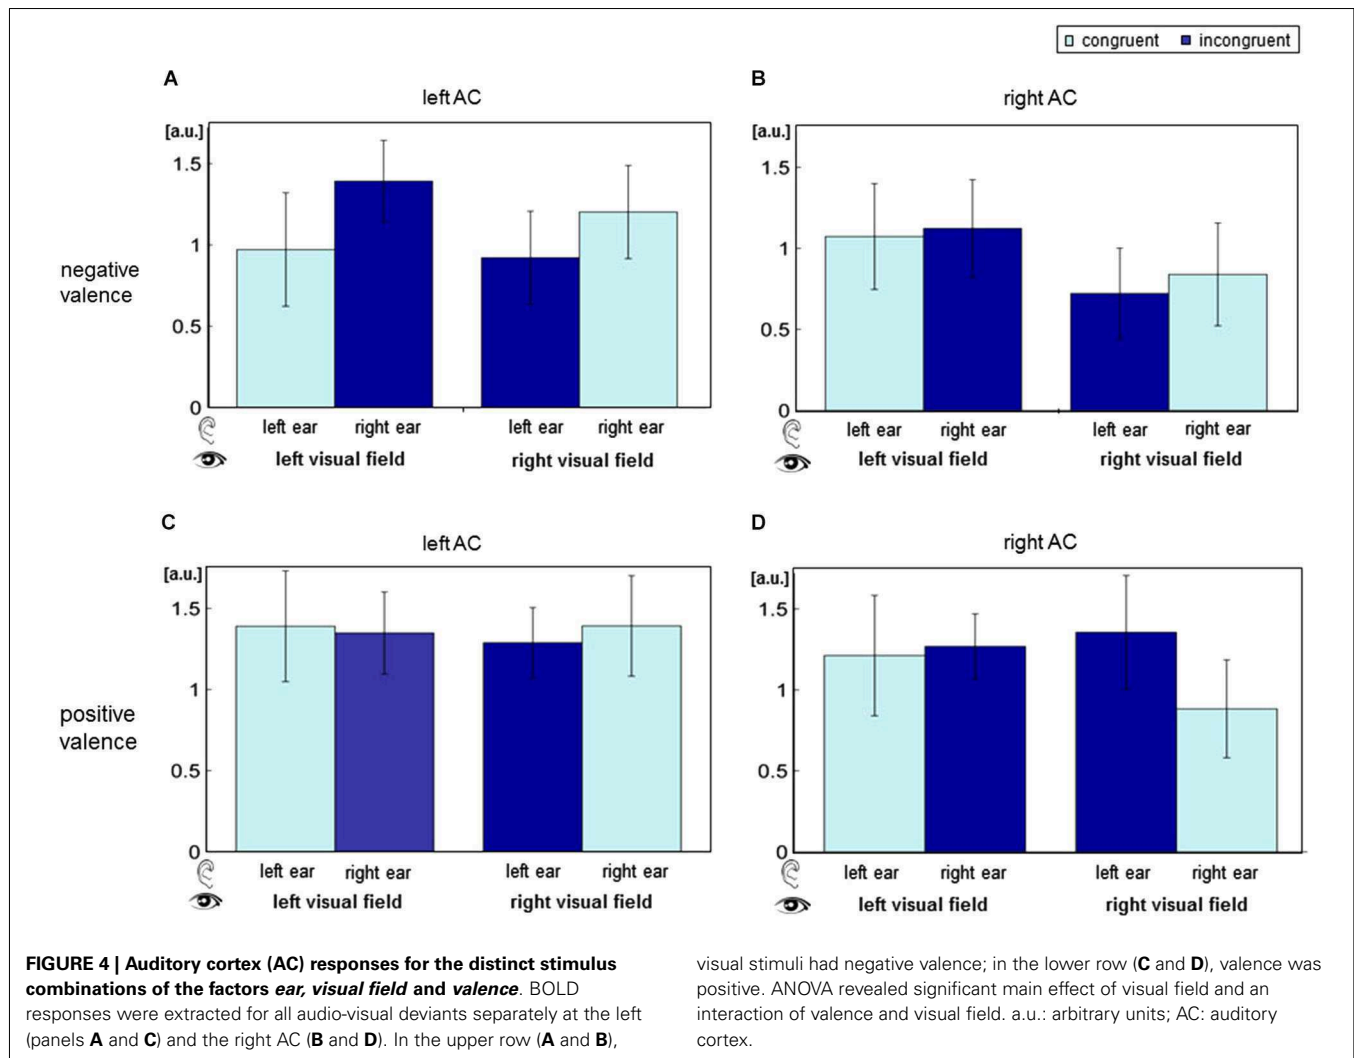 congruent incongruent
A
left AC
[a.u.]
1.5
1
0.5
0
negative
valence
left ear right ear left ear right ear
left visual field right visual field
B
right AC
[a.u.]
1.5
1
0.5
0
left ear right ear left ear right ear
left visual field right visual field
C
left AC
[a.u.]
1.5
1
0.5
0
positive
valence
left ear right ear left ear right ear
left visual field right visual field
D
right AC
[a.u.]
1.5
1
0.5
0
left ear right ear left ear right ear
left visual field right visual field
FIGURE 4 | Auditory cortex (AC) responses for the distinct stimulus
combinations of the factors ear, visual field and valence. BOLD
responses were extracted for all audio-visual deviants separately at the left
(panels A and C) and the right AC (B and D). In the upper row (A and B),
visual stimuli had negative valence; in the lower row (C and D), valence was
positive. ANOVA revealed significant main effect of visual field and an
interaction of valence and visual field. a.u.: arbitrary units; AC: auditory
cortex.